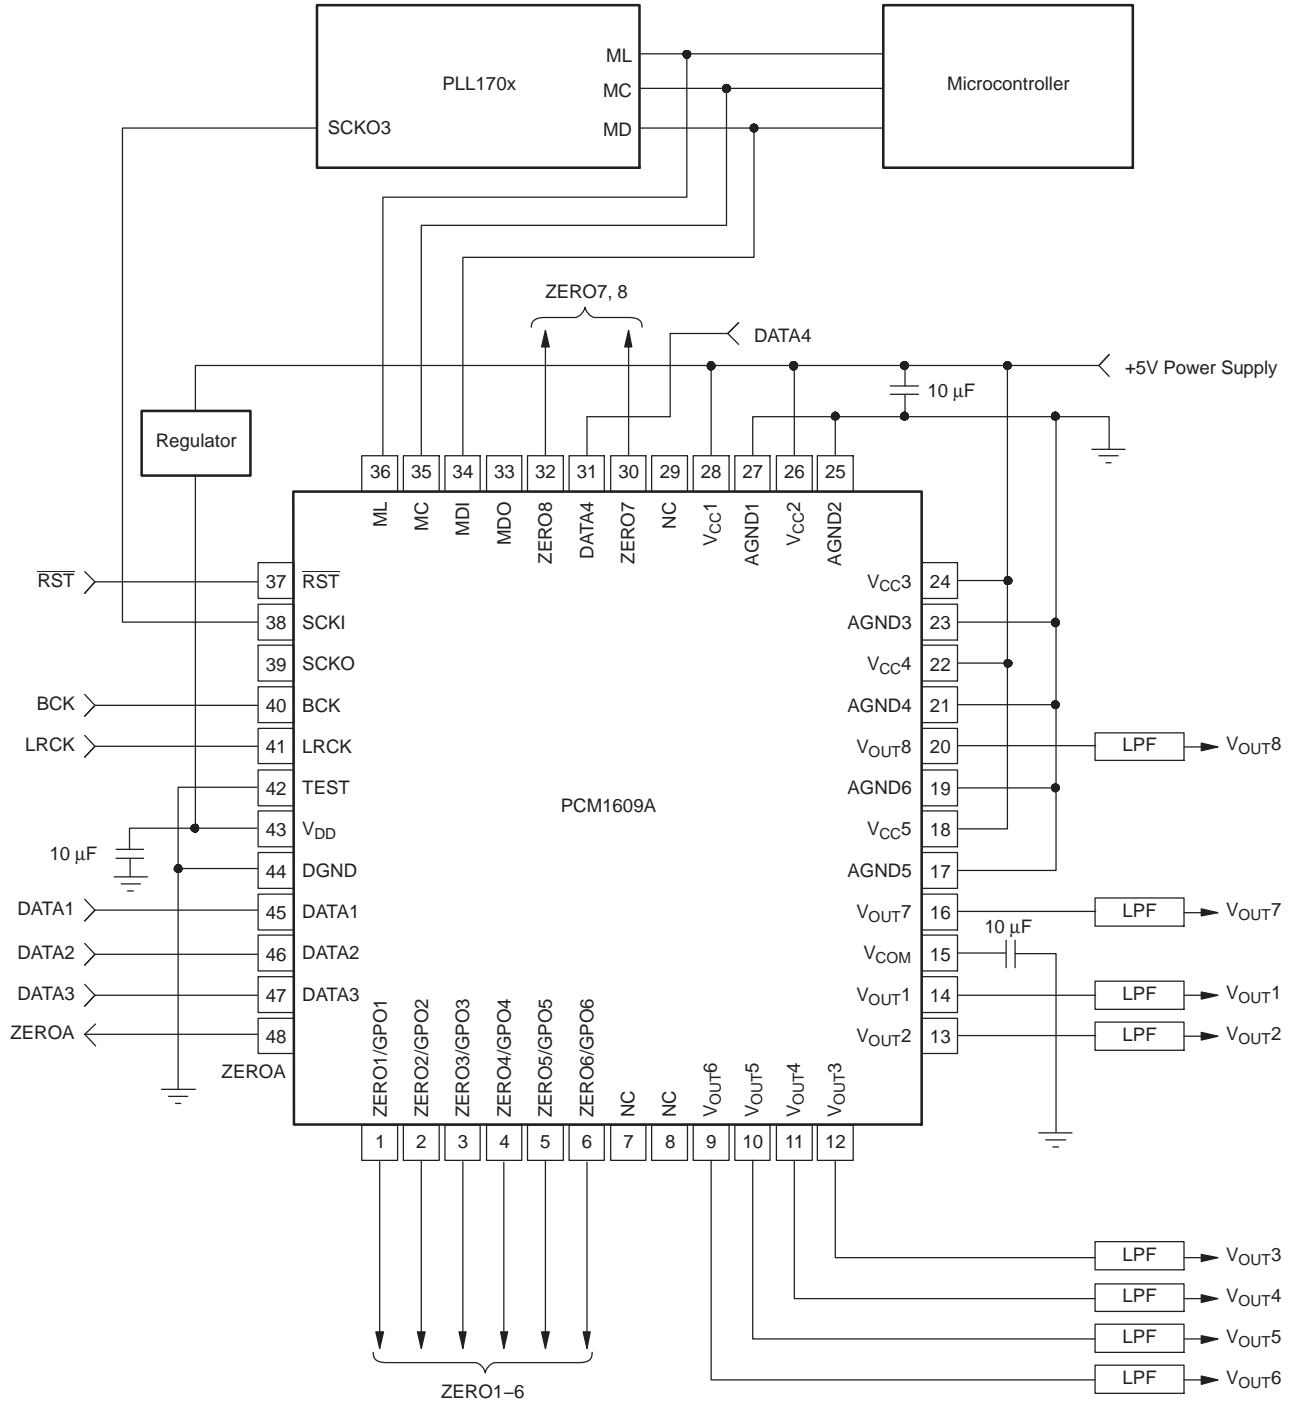 ML
PLL170x
MC
Microcontroller
SCKO3
MD
ZERO7, 8
DATA4
+5V Power Supply
10 μF
Regulator
36 35 34 33 32 31 30 29 28 27 26 25
ML
MC
MDI
MDO
ZERO8
DATA4
ZERO7
NC
VCC1
AGND1
VCC2
AGND2
RST 37 RST
38 SCKI
39 SCKO
BCK 40 BCK
LRCK 41 LRCK
42 TEST
43 VDD
10 μF
44 DGND
DATA1 45 DATA1
DATA2 46 DATA2
DATA3 47 DATA3
ZEROA 48
ZEROA
PCM1609A
VCC3 24
AGND3 23
VCC4 22
AGND4 21
VOUT8 20 LPF VOUT8
AGND6 19
VCC5 18
AGND5 17
VOUT7 16 LPF VOUT7
10 μF
VCOM 15
VOUT1 14 LPF VOUT1
VOUT2 13 LPF VOUT2
ZERO1/GPO1
ZERO2/GPO2
ZERO3/GPO3
ZERO4/GPO4
ZERO5/GPO5
ZERO6/GPO6
NC
NC
VOUT6
VOUT5
VOUT4
VOUT3
1 2 3 4 5 6 7 8 9 10 11 12
LPF VOUT3
LPF VOUT4
LPF VOUT5
LPF VOUT6
ZERO1–6